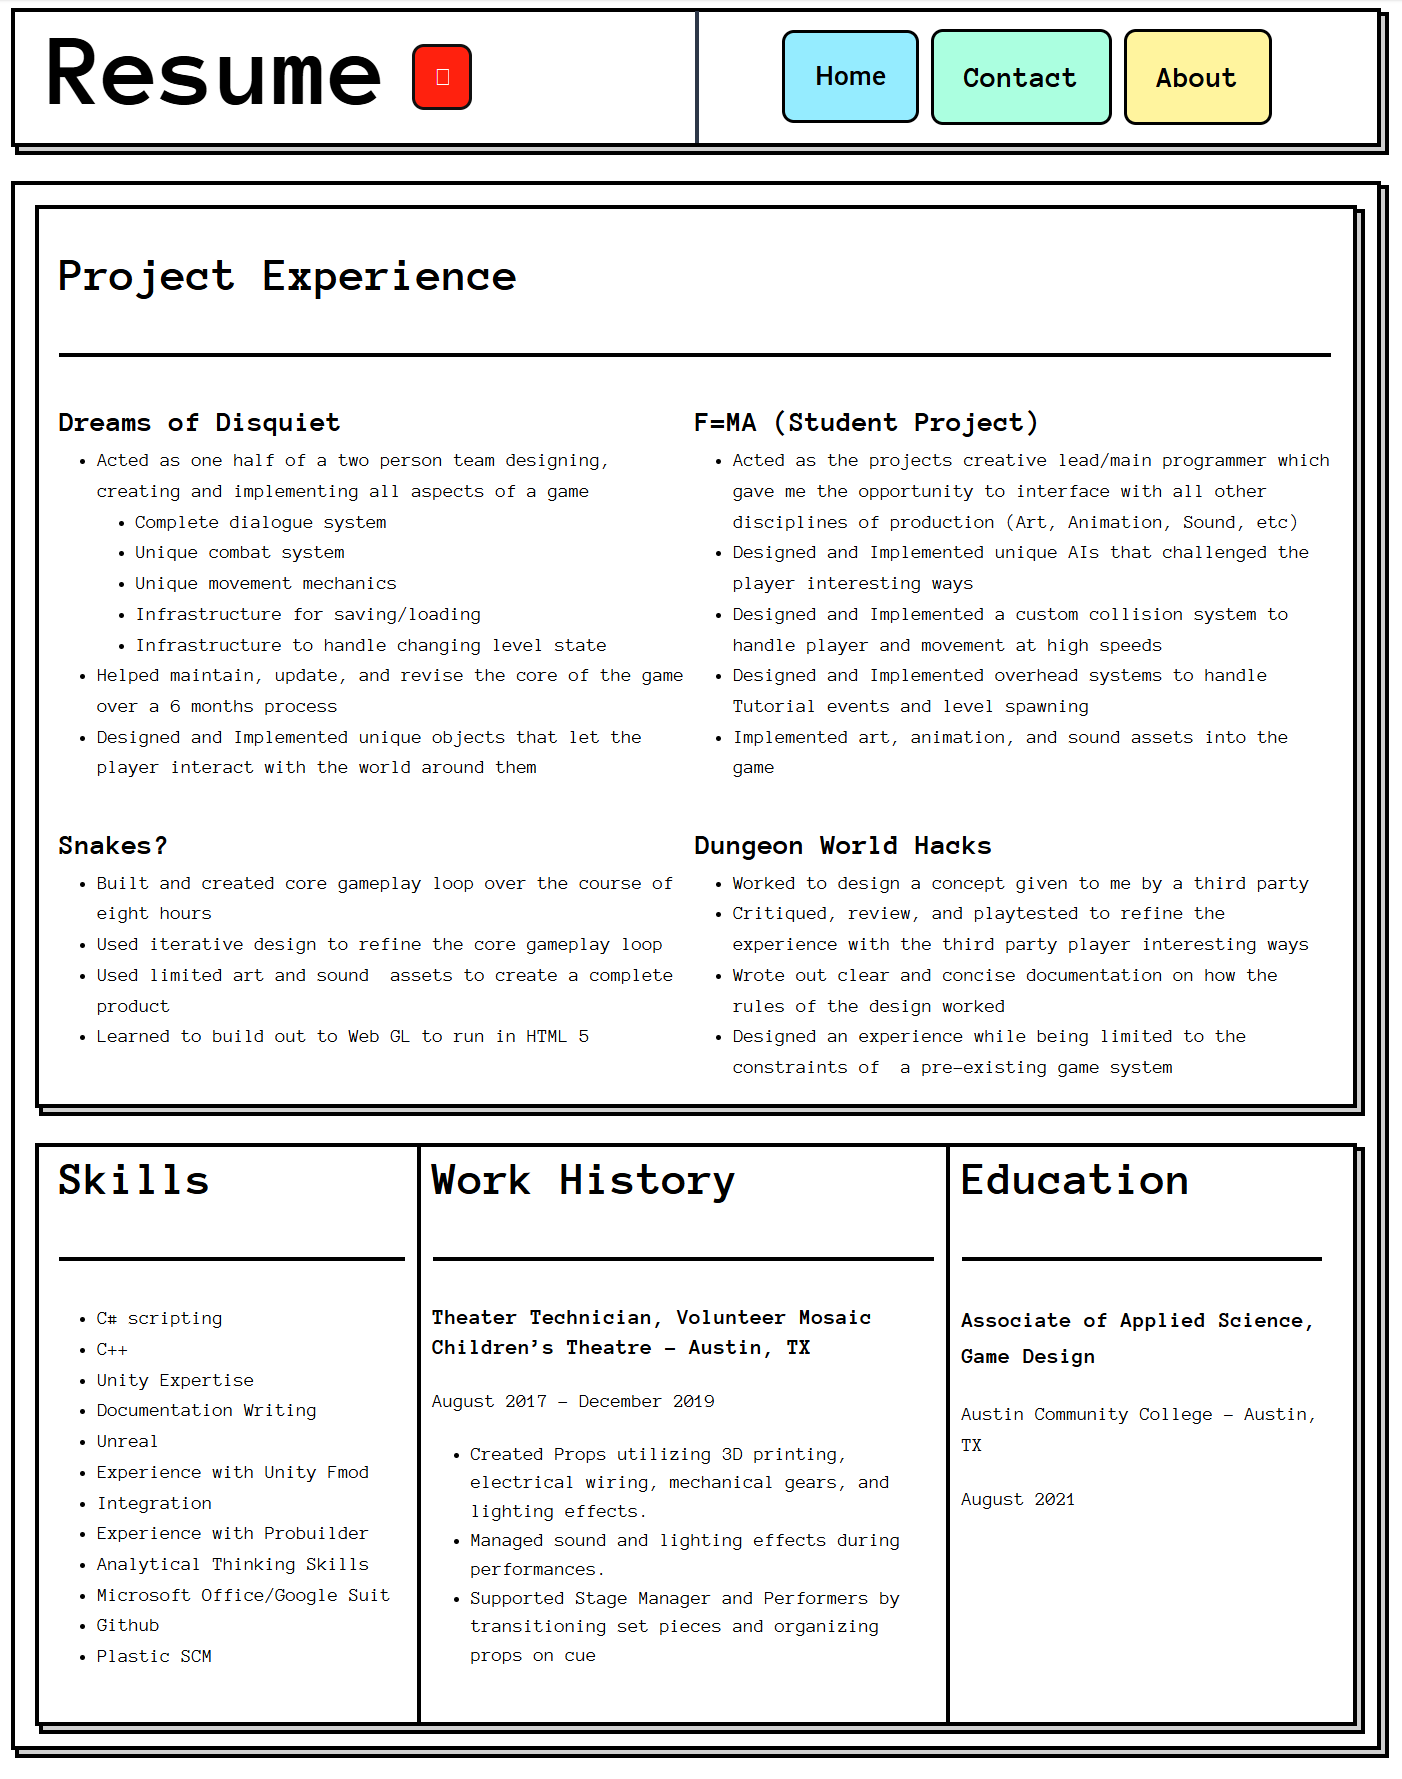 Resume
Home
Contact
About
Project Experience
Dreams of Disquiet
• Acted as one half of a two person team designing,
creating and implementing all aspects of a game
• Complete dialogue system
• Unique combat system
• Unique movement mechanics
• Infrastructure for saving/loading
• Infrastructure to handle changing level state
• Helped maintain, update, and revise the core of the game
over a 6 months process
• Designed and Implemented unique objects that let the
player interact with the world around them
F=MA (Student Project)
• Acted as the projects creative lead/main programmer which
gave me the opportunity to interface with all other
disciplines of production (Art, Animation, Sound, etc)
• Designed and Implemented unique AIs that challenged the
player interesting ways
• Designed and Implemented a custom collision system to
handle player and movement at high speeds
• Designed and Implemented overhead systems to handle
Tutorial events and level spawning
• Implemented art, animation, and sound assets into the
game
Snakes?
• Built and created core gameplay loop over the course of
eight hours
• Used iterative design to refine the core gameplay loop
• Used limited art and sound  assets to create a complete
product
• Learned to build out to Web GL to run in HTML 5
Dungeon World Hacks
• Worked to design a concept given to me by a third party
• Critiqued, review, and playtested to refine the
experience with the third party player interesting ways
• Wrote out clear and concise documentation on how the
rules of the design worked
• Designed an experience while being limited to the
constraints of  a pre-existing game system
Skills
• C# scripting
• C++
• Unity Expertise
• Documentation Writing
• Unreal
• Experience with Unity Fmod
• Integration
• Experience with Probuilder
• Analytical Thinking Skills
• Microsoft Office/Google Suit
• Github
• Plastic SCM
Work History
Theater Technician, Volunteer Mosaic
Children’s Theatre – Austin, TX
August 2017 – December 2019
• Created Props utilizing 3D printing,
electrical wiring, mechanical gears, and
lighting effects.
• Managed sound and lighting effects during
performances.
• Supported Stage Manager and Performers by
transitioning set pieces and organizing
props on cue
Education
Associate of Applied Science,
Game Design
Austin Community College – Austin,
TX
August 2021